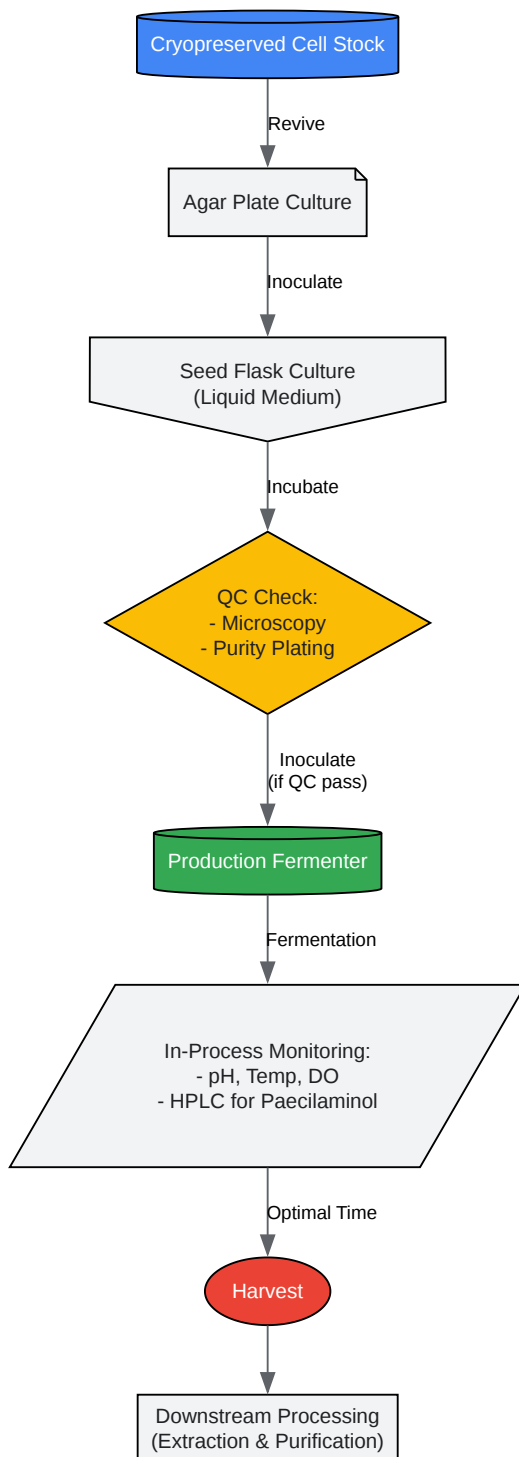 Cryopreserved Cell Stock
Revive
Agar Plate Culture
Inoculate
Seed Flask Culture
(Liquid Medium)
Incubate
QC Check:
- Microscopy
- Purity Plating
Inoculate
(if QC pass)
Production Fermenter
Fermentation
In-Process Monitoring:
- pH, Temp, DO
- HPLC for Paecilaminol
Optimal Time
Harvest
Downstream Processing
(Extraction & Purification)